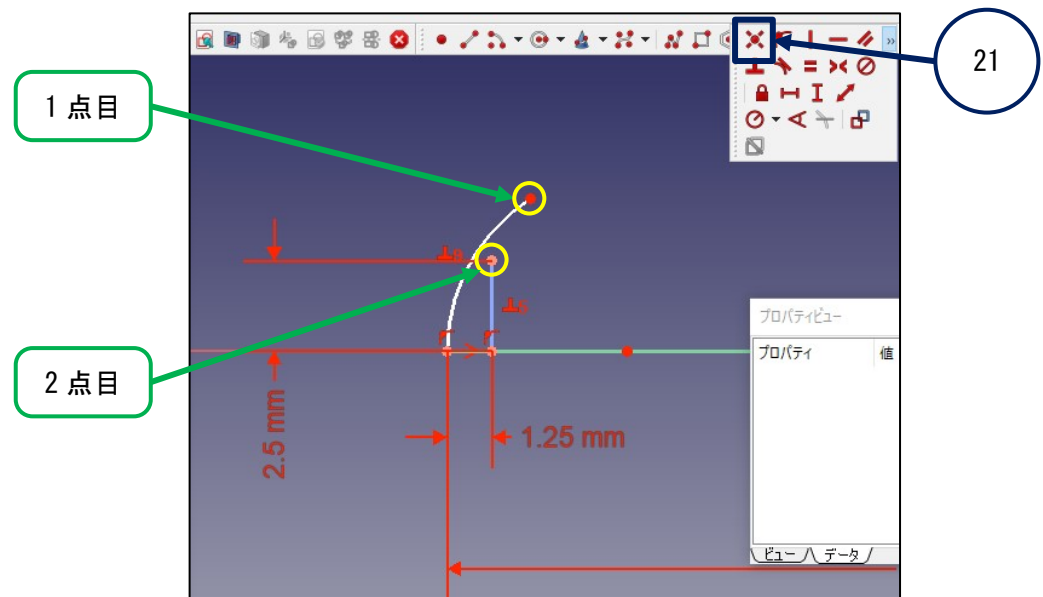 21
1点目
2点目
2.5 mm
1.25 mm
プロパティビュー
プロパティ 値
ビュー データ